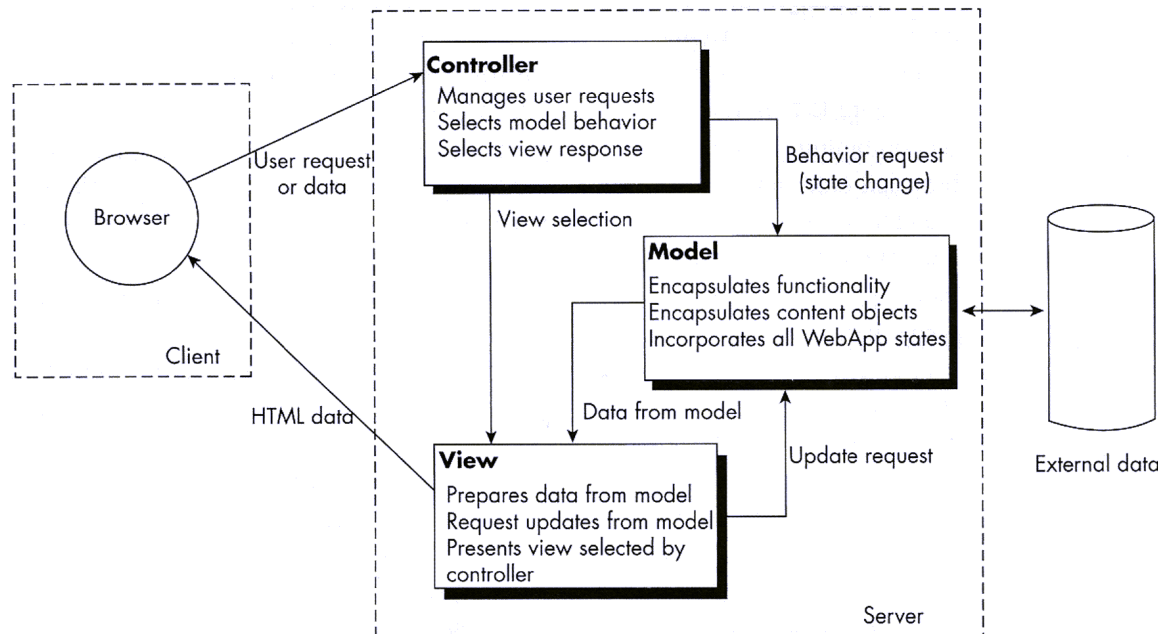 Controller
Manages user requests
Selects model behavior
Selects view response
User request
or data
Browser
Client
Behavior request
(state change)
View selection
Model
Encapsulates functionality
Encapsulates content objects
Incorporates all WebApp states
External data
HTML data
Data from model
Update request
View
Prepares data from model
Request updates from model
Presents view selected by
controller
Server